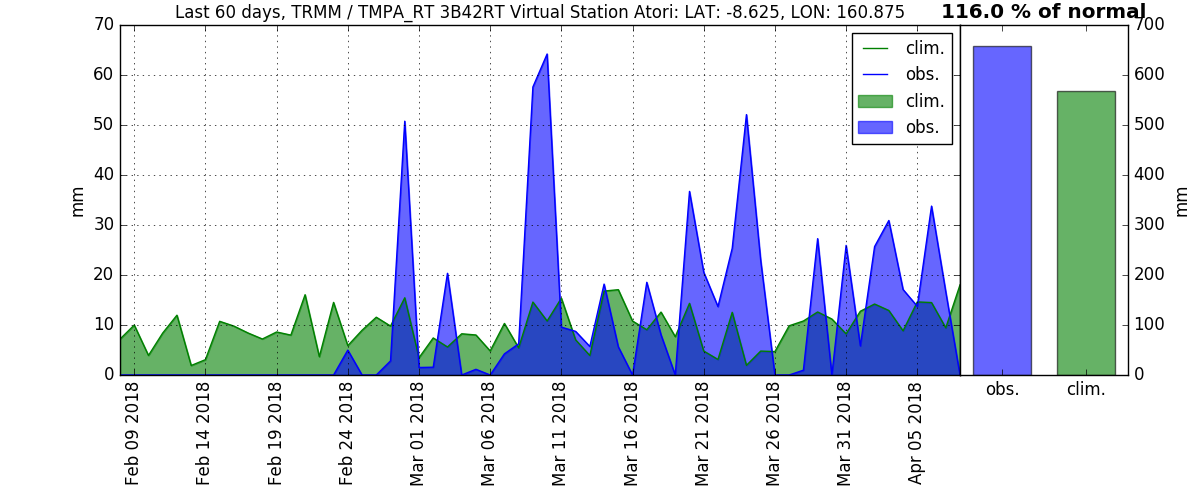 Last 60 days, TRMM / TMPA_RT 3B42RT Virtual Station Atori: LAT: -8.625, LON: 160.875
116.0 % of normal
70
60
50
40
30
20
10
0
mm
clim.
obs.
clim.
obs.
700
600
500
400
300
200
100
0
mm
Feb 09 2018
Feb 14 2018
Feb 19 2018
Feb 24 2018
Mar 01 2018
Mar 06 2018
Mar 11 2018
Mar 16 2018
Mar 21 2018
Mar 26 2018
Mar 31 2018
Apr 05 2018
obs.
clim.